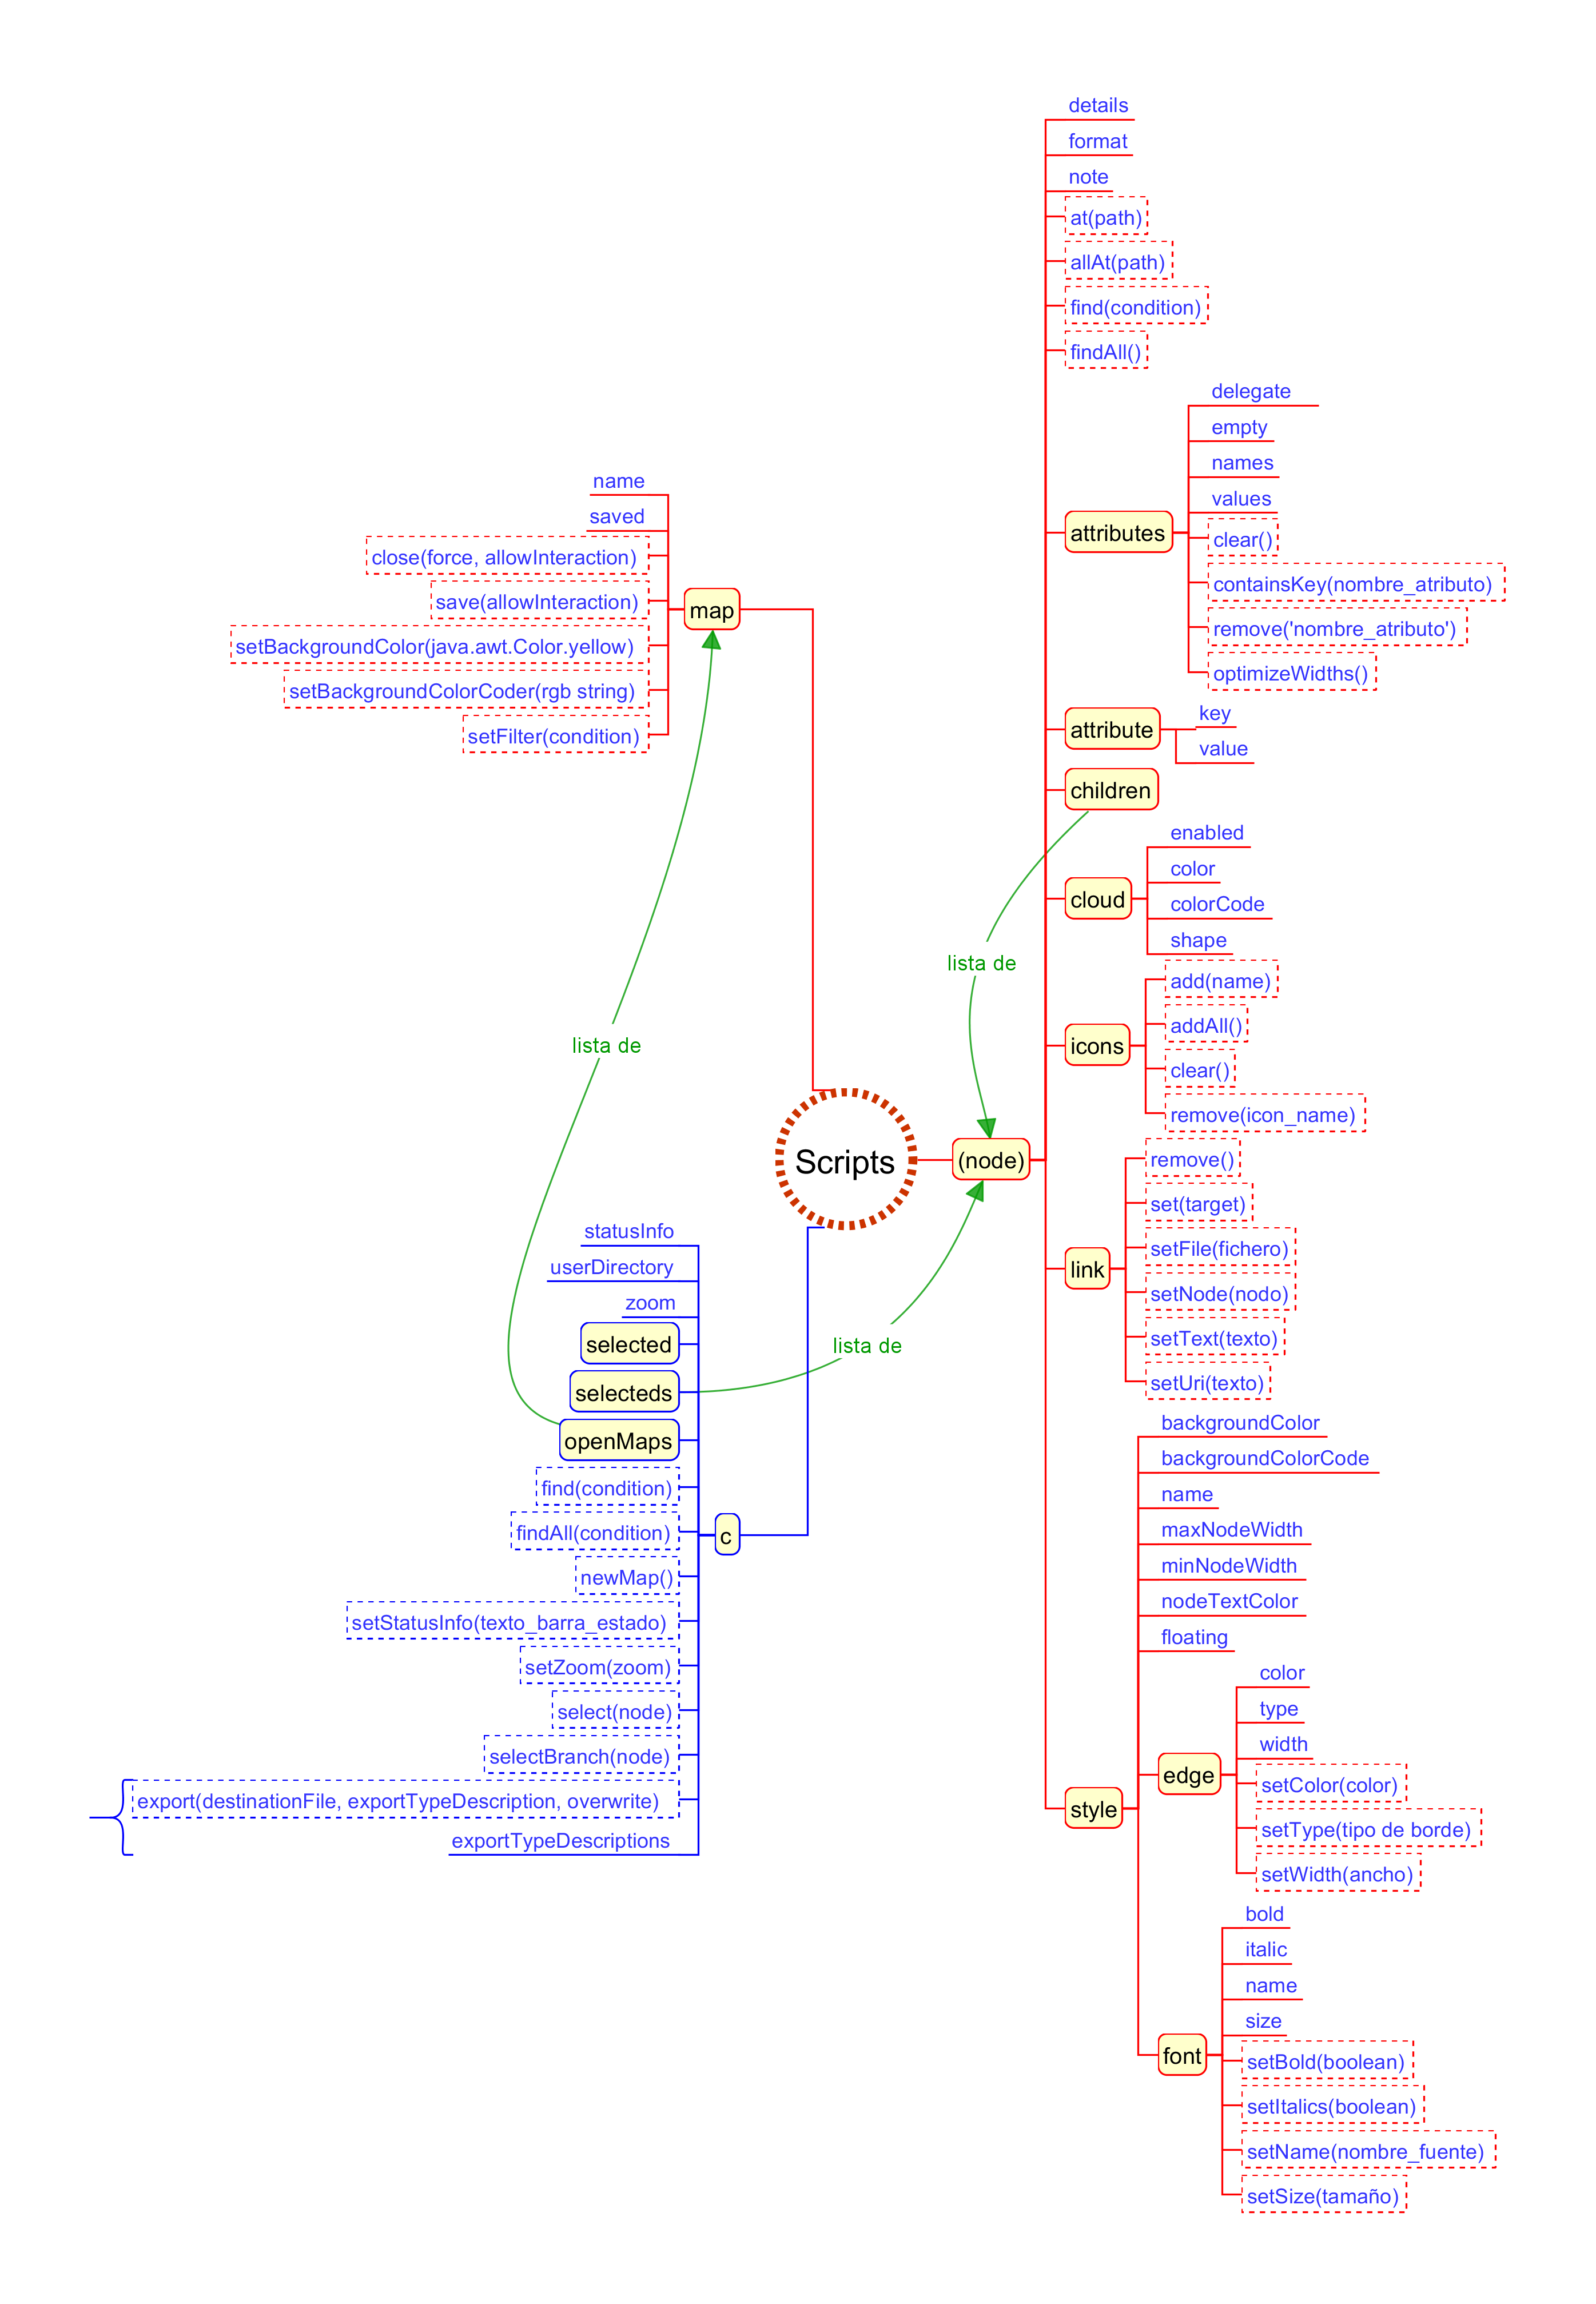 Scripts
map
name
saved
close(force, allowInteraction)
save(allowInteraction)
setBackgroundColor(java.awt.Color.yellow)
setBackgroundColorCoder(rgb string)
setFilter(condition)
lista de
c
statusInfo
userDirectory
zoom
selected
selecteds
openMaps
find(condition)
findAll(condition)
newMap()
setStatusInfo(texto_barra_estado)
setZoom(zoom)
select(node)
selectBranch(node)
export(destinationFile, exportTypeDescription, overwrite)
exportTypeDescriptions
lista de
lista de
(node)
details
format
note
at(path)
allAt(path)
find(condition)
findAll()
attributes
delegate
empty
names
values
clear()
containsKey(nombre_atributo)
remove('nombre_atributo')
optimizeWidths()
attribute
key
value
children
cloud
enabled
color
colorCode
shape
icons
add(name)
addAll()
clear()
remove(icon_name)
link
remove()
set(target)
setFile(fichero)
setNode(nodo)
setText(texto)
setUri(texto)
style
backgroundColor
backgroundColorCode
name
maxNodeWidth
minNodeWidth
nodeTextColor
floating
edge
color
type
width
setColor(color)
setType(tipo de borde)
setWidth(ancho)
font
bold
italic
name
size
setBold(boolean)
setItalics(boolean)
setName(nombre_fuente)
setSize(tamaño)